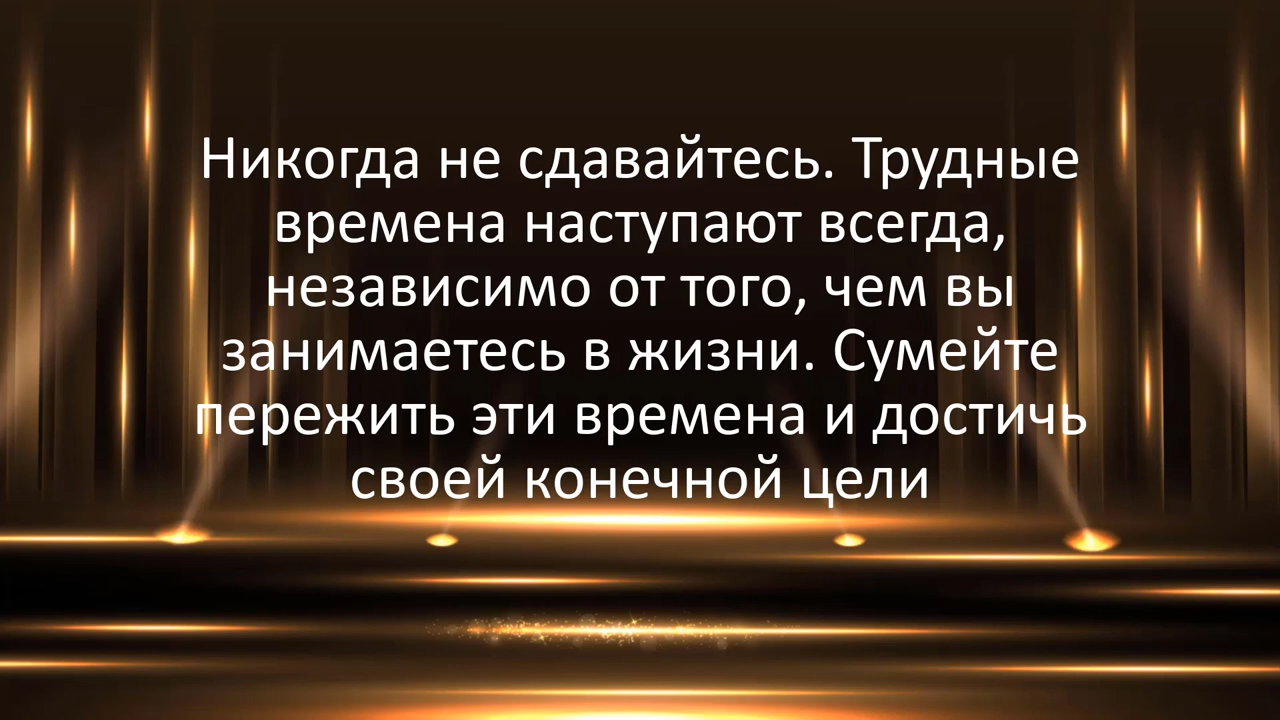 Никогда не сдавайтесь. Трудные
времена наступают всегда,
независимо от того, чем вы
занимаетесь в жизни. Сумейте
пережить эти времена и достичь
своей конечной цели